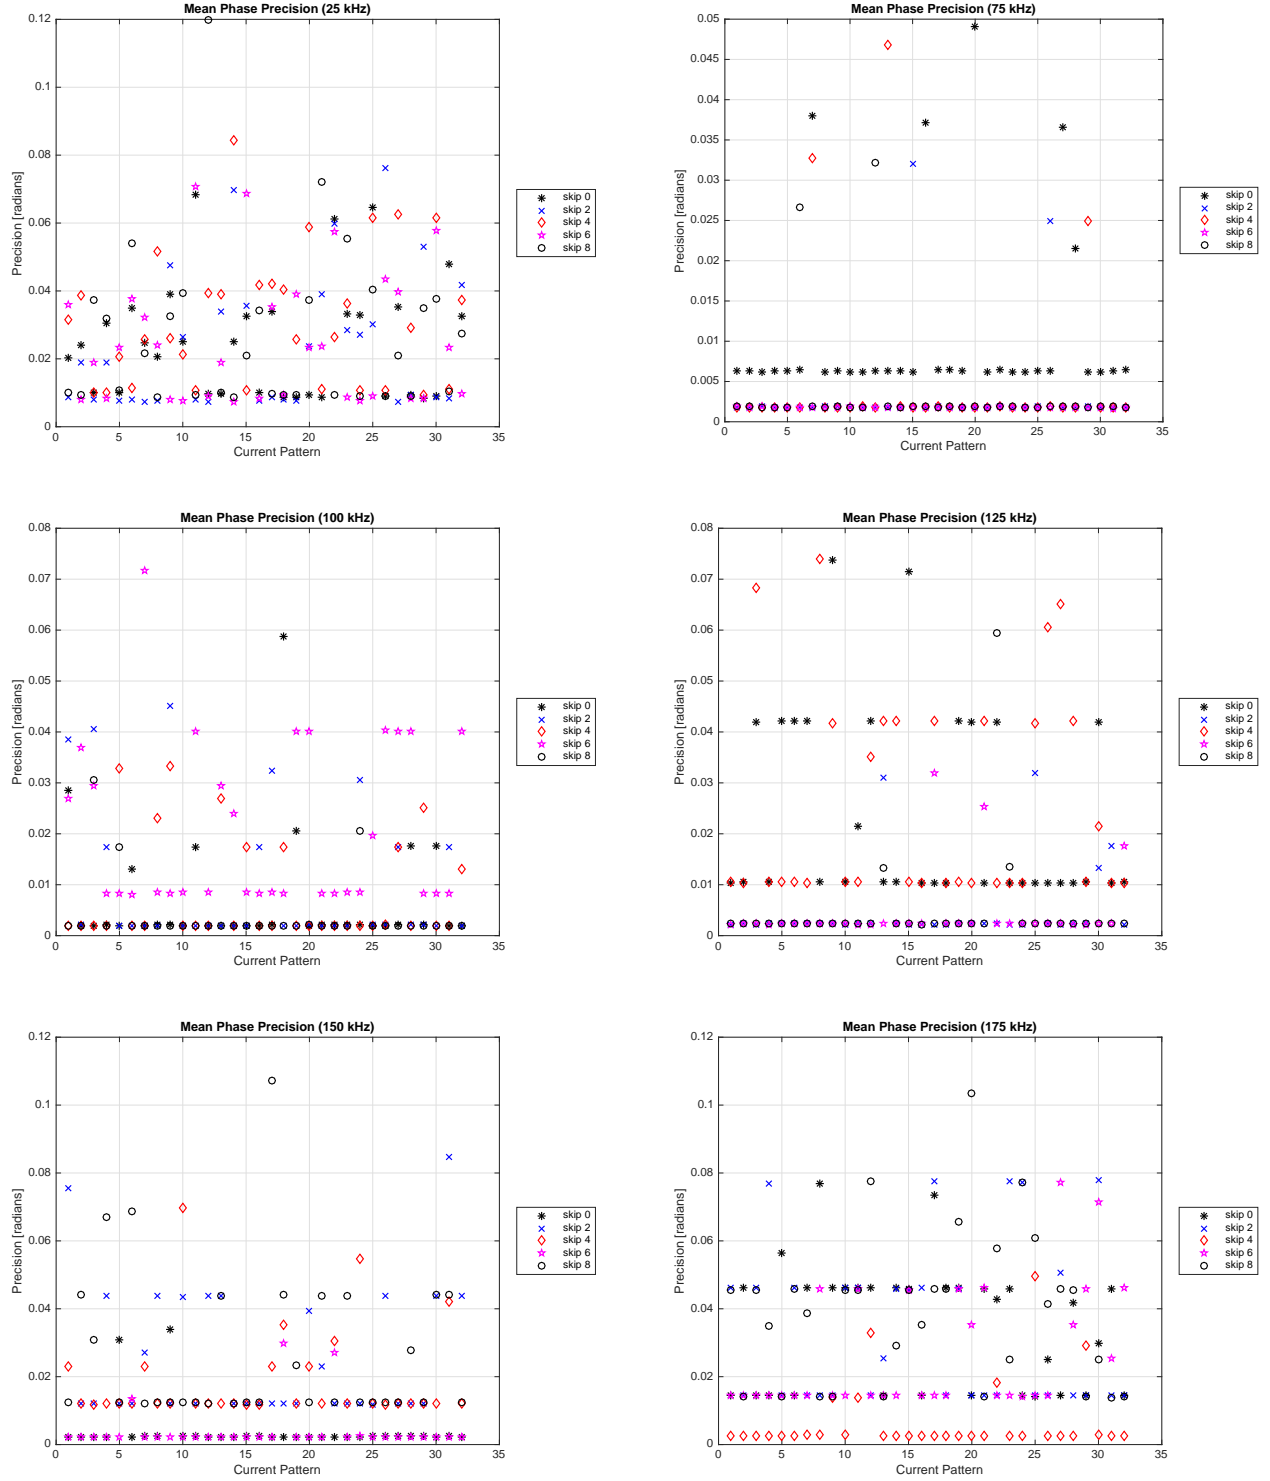 Mean Phase Precision (25 kHz)
Precision [radians]
0.12
0.1
0.08
0.06
0.04
0.02
0
0 5 10 15 20 25 30 35
Current Pattern
skip 0
skip 2
skip 4
skip 6
skip 8
Mean Phase Precision (75 kHz)
Precision [radians]
0.05
0.045
0.04
0.035
0.03
0.025
0.02
0.015
0.01
0.005
0
0 5 10 15 20 25 30 35
Current Pattern
skip 0
skip 2
skip 4
skip 6
skip 8
Mean Phase Precision (100 kHz)
Precision [radians]
0.08
0.07
0.06
0.05
0.04
0.03
0.02
0.01
0
0 5 10 15 20 25 30 35
Current Pattern
skip 0
skip 2
skip 4
skip 6
skip 8
Mean Phase Precision (125 kHz)
Precision [radians]
0.08
0.07
0.06
0.05
0.04
0.03
0.02
0.01
0
0 5 10 15 20 25 30 35
Current Pattern
skip 0
skip 2
skip 4
skip 6
skip 8
Mean Phase Precision (150 kHz)
Precision [radians]
0.12
0.1
0.08
0.06
0.04
0.02
0
0 5 10 15 20 25 30 35
Current Pattern
skip 0
skip 2
skip 4
skip 6
skip 8
Mean Phase Precision (175 kHz)
Precision [radians]
0.12
0.1
0.08
0.06
0.04
0.02
0
0 5 10 15 20 25 30 35
Current Pattern
skip 0
skip 2
skip 4
skip 6
skip 8